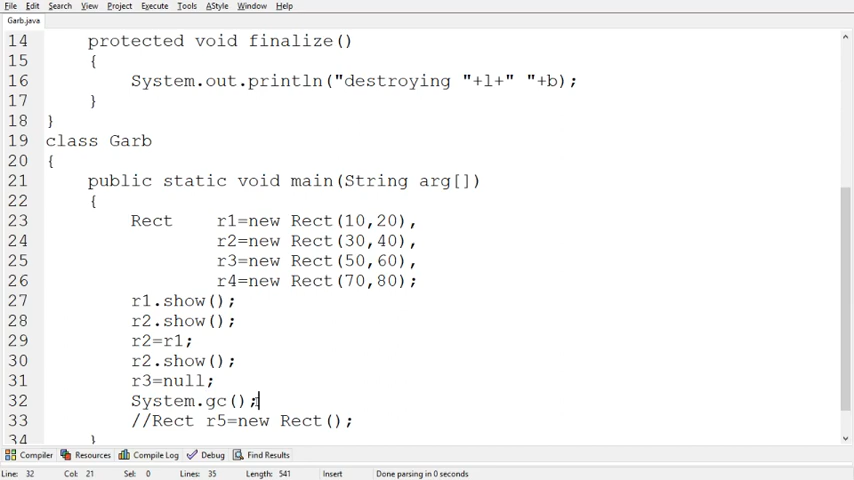 File Edit Search View Project Execute Tools AStyle Window Help
Garb.java
14 protected void finalize()
15 {
16 System.out.println("destroying "+l+" "+b);
17 }
18 }
19 class Garb
20 {
21 public static void main(String arg[])
22 {
23 Rect r1=new Rect(10,20),
24 r2=new Rect(30,40),
25 r3=new Rect(50,60),
26 r4=new Rect(70,80);
27 r1.show();
28 r2.show();
29 r2=r1;
30 r2.show();
31 r3=null;
32 System.gc();
33 //Rect r5=new Rect();
34 }
Compiler Resources Compile Log Debug Find Results
Line: 32 Col: 21 Sel: 0 Lines: 35 Length: 541 Insert Done parsing in 0 seconds